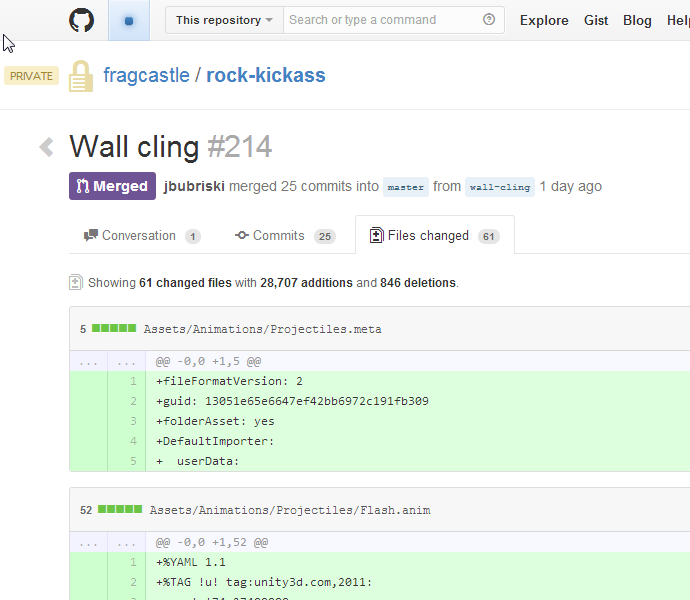 This repository Search or type a command Explore Gist Blog Help
PRIVATE fragcastle / rock-kickass
Wall cling #214
Merged jbubriski merged 25 commits into master from wall-cling 1 day ago
Conversation 1 Commits 25 Files changed 61
Showing 61 changed files with 28,707 additions and 846 deletions.
5 Assets/Animations/Projectiles.meta
... ... @@ -0,0 +1,5 @@
1 +fileFormatVersion: 2
2 +guid: 13051e65e6647ef42bb6972c191fb309
3 +folderAsset: yes
4 +DefaultImporter:
5 + userData:
52 Assets/Animations/Projectiles/Flash.anim
... ... @@ -0,0 +1,52 @@
1 +%YAML 1.1
2 +%TAG !u! tag:unity3d.com,2011: